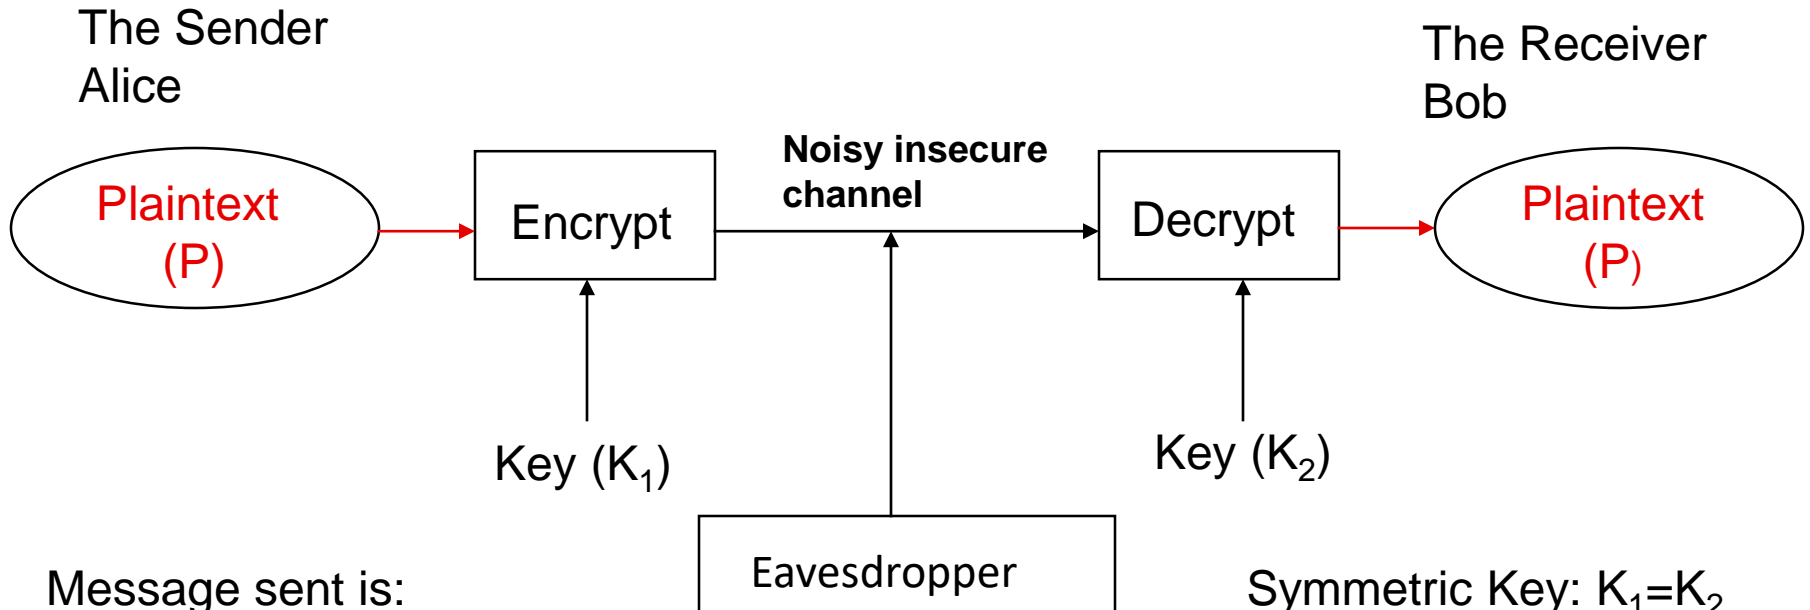 The Sender
Alice
The Receiver
Bob
Noisy insecure
channel
Plaintext
(P)
Encrypt
Decrypt
Plaintext
(P)
Key (K₁)
Key (K₂)
Eavesdropper
Message sent is:
Symmetric Key: K₁=K₂